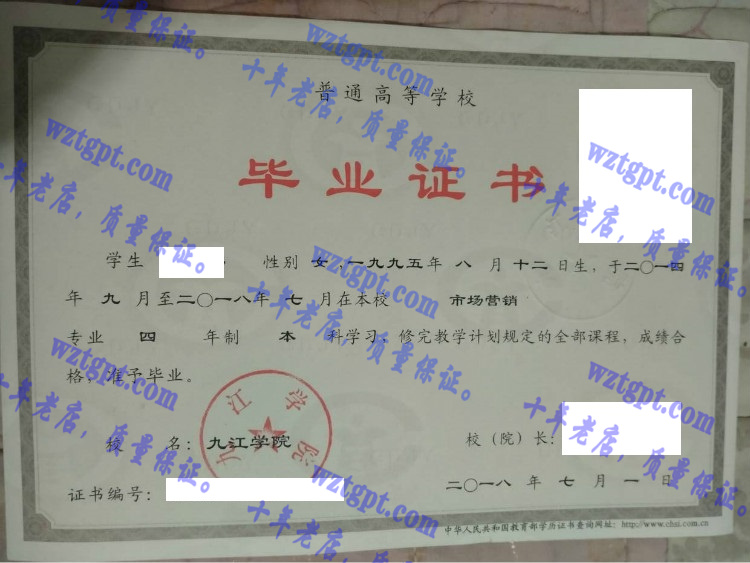 普通高等学校
毕业证书
学生 性别 女，一九九五年 八 月 十二 日生，于二〇一四
年 九 月至二〇一八年 七 月在本校 市场营销
专业 四 年制 本 科学习，修完教学计划规定的全部课程，成绩合
格，准予毕业。
校 名：九江学院
校（院）长：
证书编号：
二〇一八 年 七 月 一 日
中华人民共和国教育部学历证书查询网址：http://www.chsi.com.cn
九江学院
wztgpt.com
十年老店，质量保证。